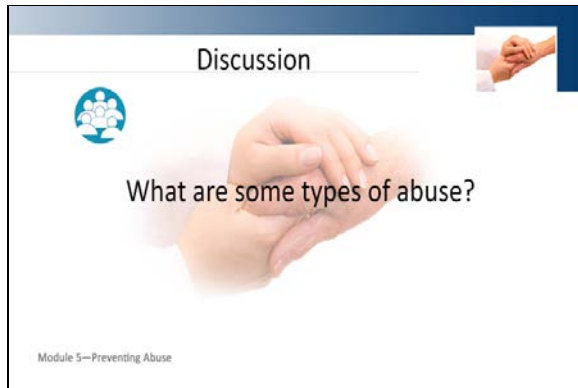 Discussion
What are some types of abuse?
Module 5—Preventing Abuse